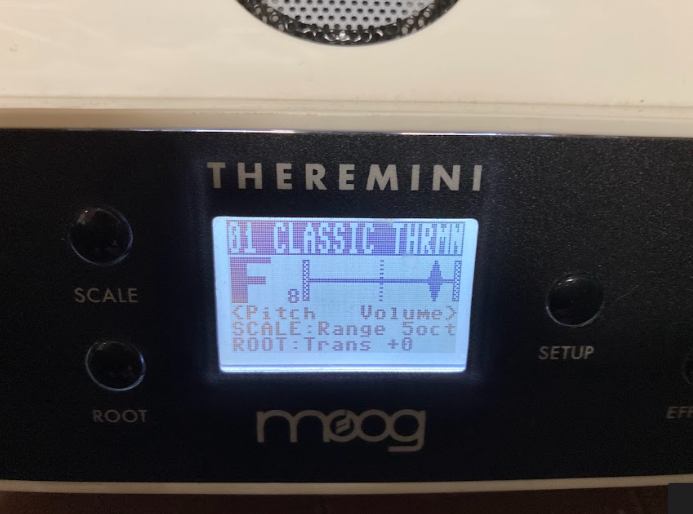 THEREMINI
01 CLASSIC THRMN
F 8
<Pitch Volume>
SCALE:Range 5oct
ROOT:Trans +0
SCALE
ROOT
SETUP
moog